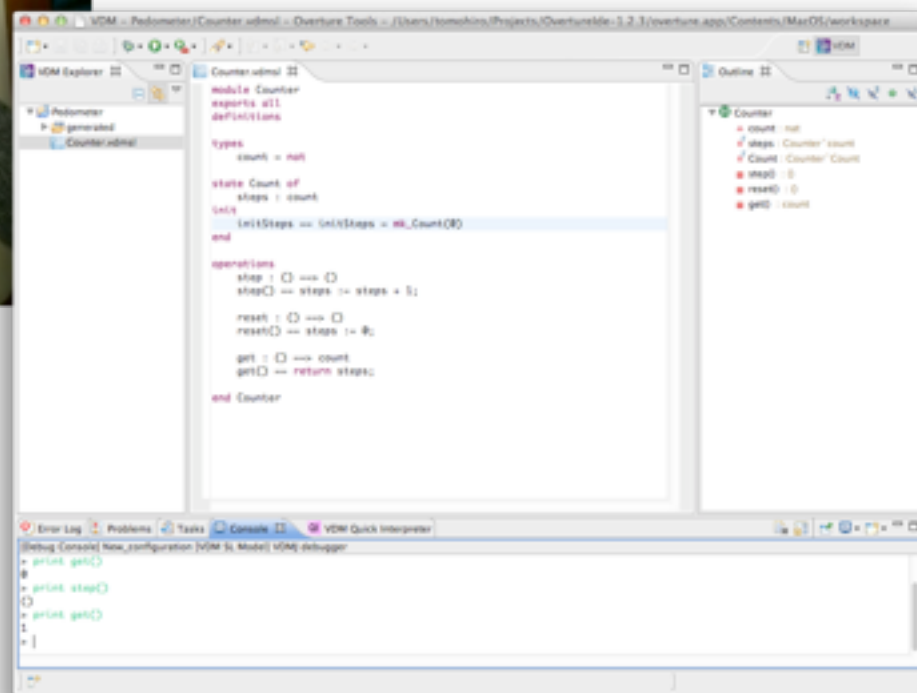 VDM - Pedometer/Counter.vdmsl - Overture Tools - /Users/tomohiro/Projects/OvertureIde-1.2.3/overture.app/Contents/MacOS/workspace
VDM
VDM Explorer
Pedometer
generated
Counter.vdmsl
Counter.vdmsl
module Counter
exports all
definitions
types
count = nat
state Count of
steps : count
init
initSteps == initSteps = mk_Count(0)
end
operations
step : () ==> ()
step() == steps := steps + 1;
reset : () ==> ()
reset() == steps := 0;
get : () ==> count
get() == return steps;
end Counter
Outline
Counter
count : nat
steps : Counter`count
Count : Counter`Count
step() : ()
reset() : ()
get() : count
Error Log
Problems
Tasks
Console
VDM Quick Interpreter
[Debug Console] New_configuration [VDM SL Model] VDMJ debugger
> print get()
0
> print step()
()
> print get()
1
>